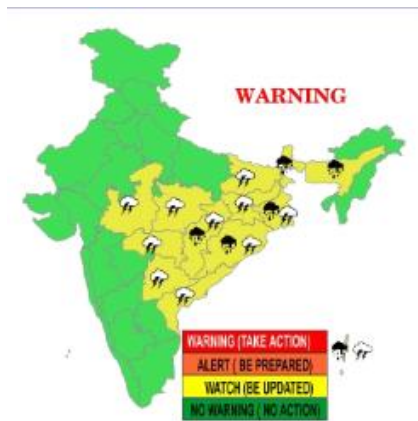 WARNING
WARNING (TAKE ACTION)
ALERT ( BE PREPARED)
WATCH (BE UPDATED)
NO WARNING ( NO ACTION)